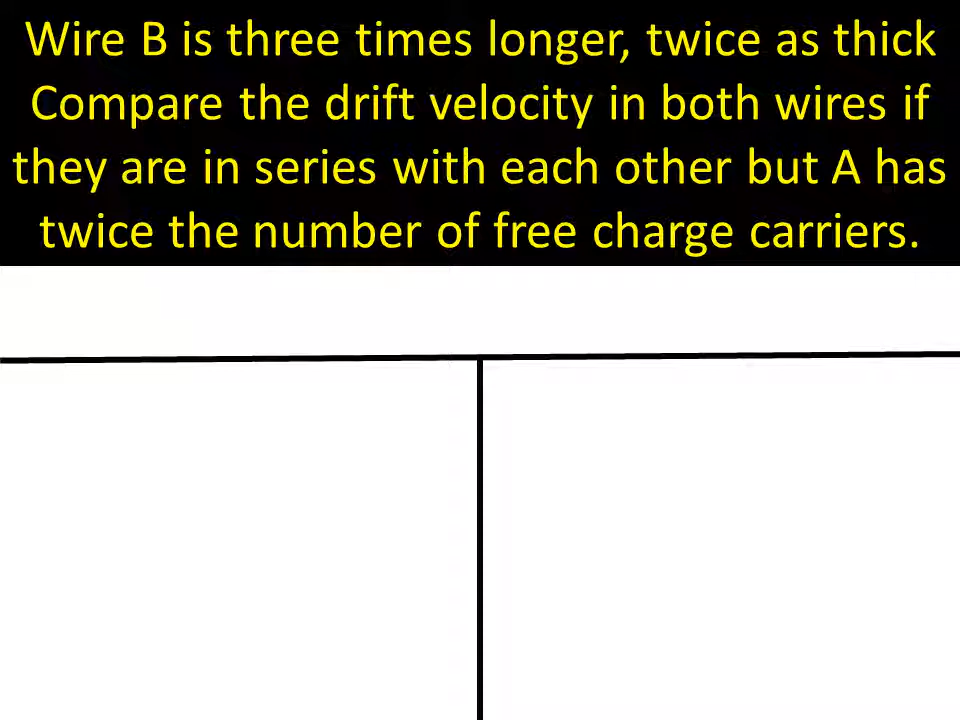 Wire B is three times longer, twice as thick
Compare the drift velocity in both wires if
they are in series with each other but A has
twice the number of free charge carriers.